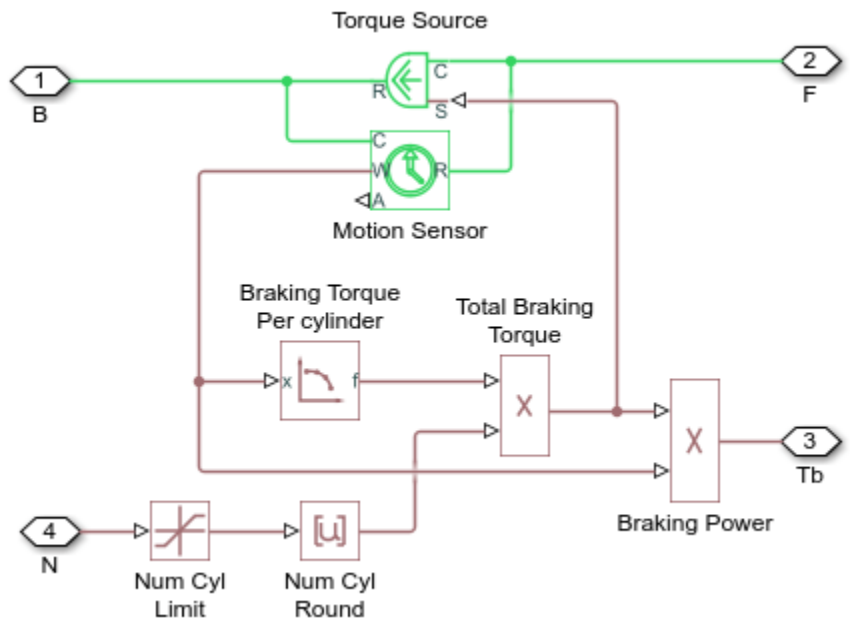 Torque Source
1
B
R
C
S
2
F
C
W
R
A
Motion Sensor
Braking Torque
Per cylinder
x
f
Total Braking
Torque
X
X
3
Tb
Braking Power
4
N
[u]
Num Cyl
Limit
Num Cyl
Round